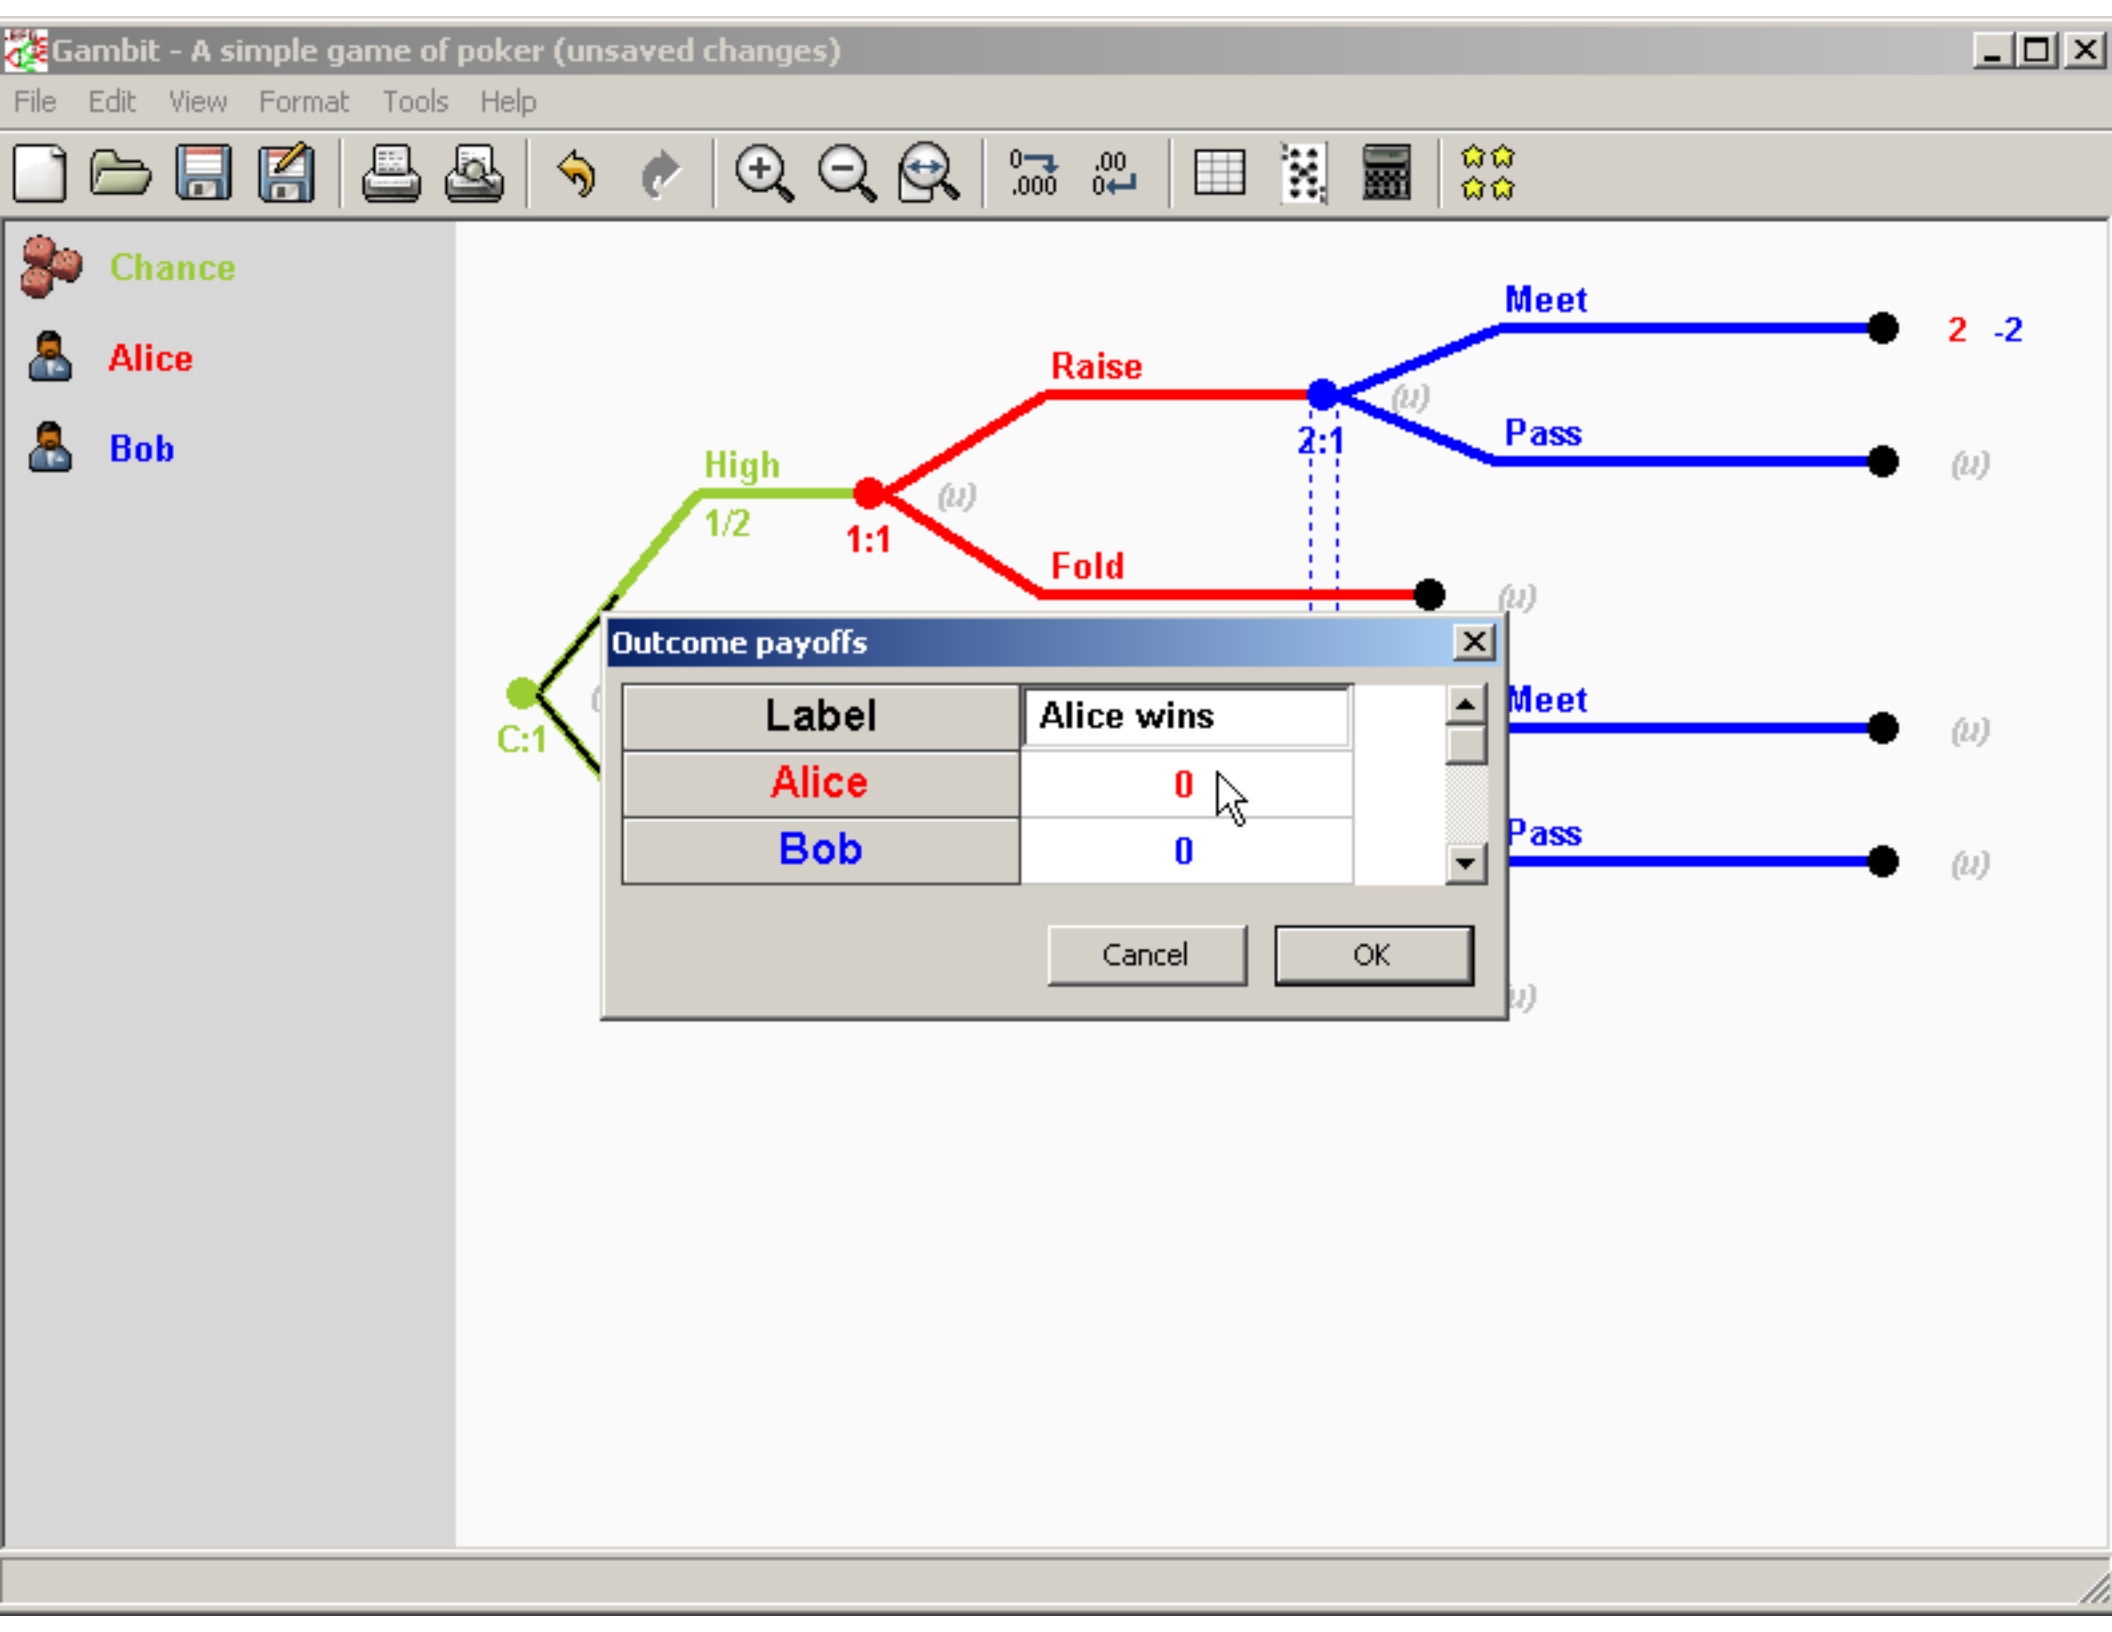 Gambit - A simple game of poker (unsaved changes)
File Edit View Format Tools Help
0 .000 .00 0
Chance
Alice
Bob
Meet
2 -2
Raise
(u)
Pass
2:1
(u)
High
1/2
(u)
1:1
Fold
(u)
Outcome payoffs
Label Alice wins
Alice 0
Bob 0
Cancel OK
C:1
Meet
(u)
Pass
(u)
u)